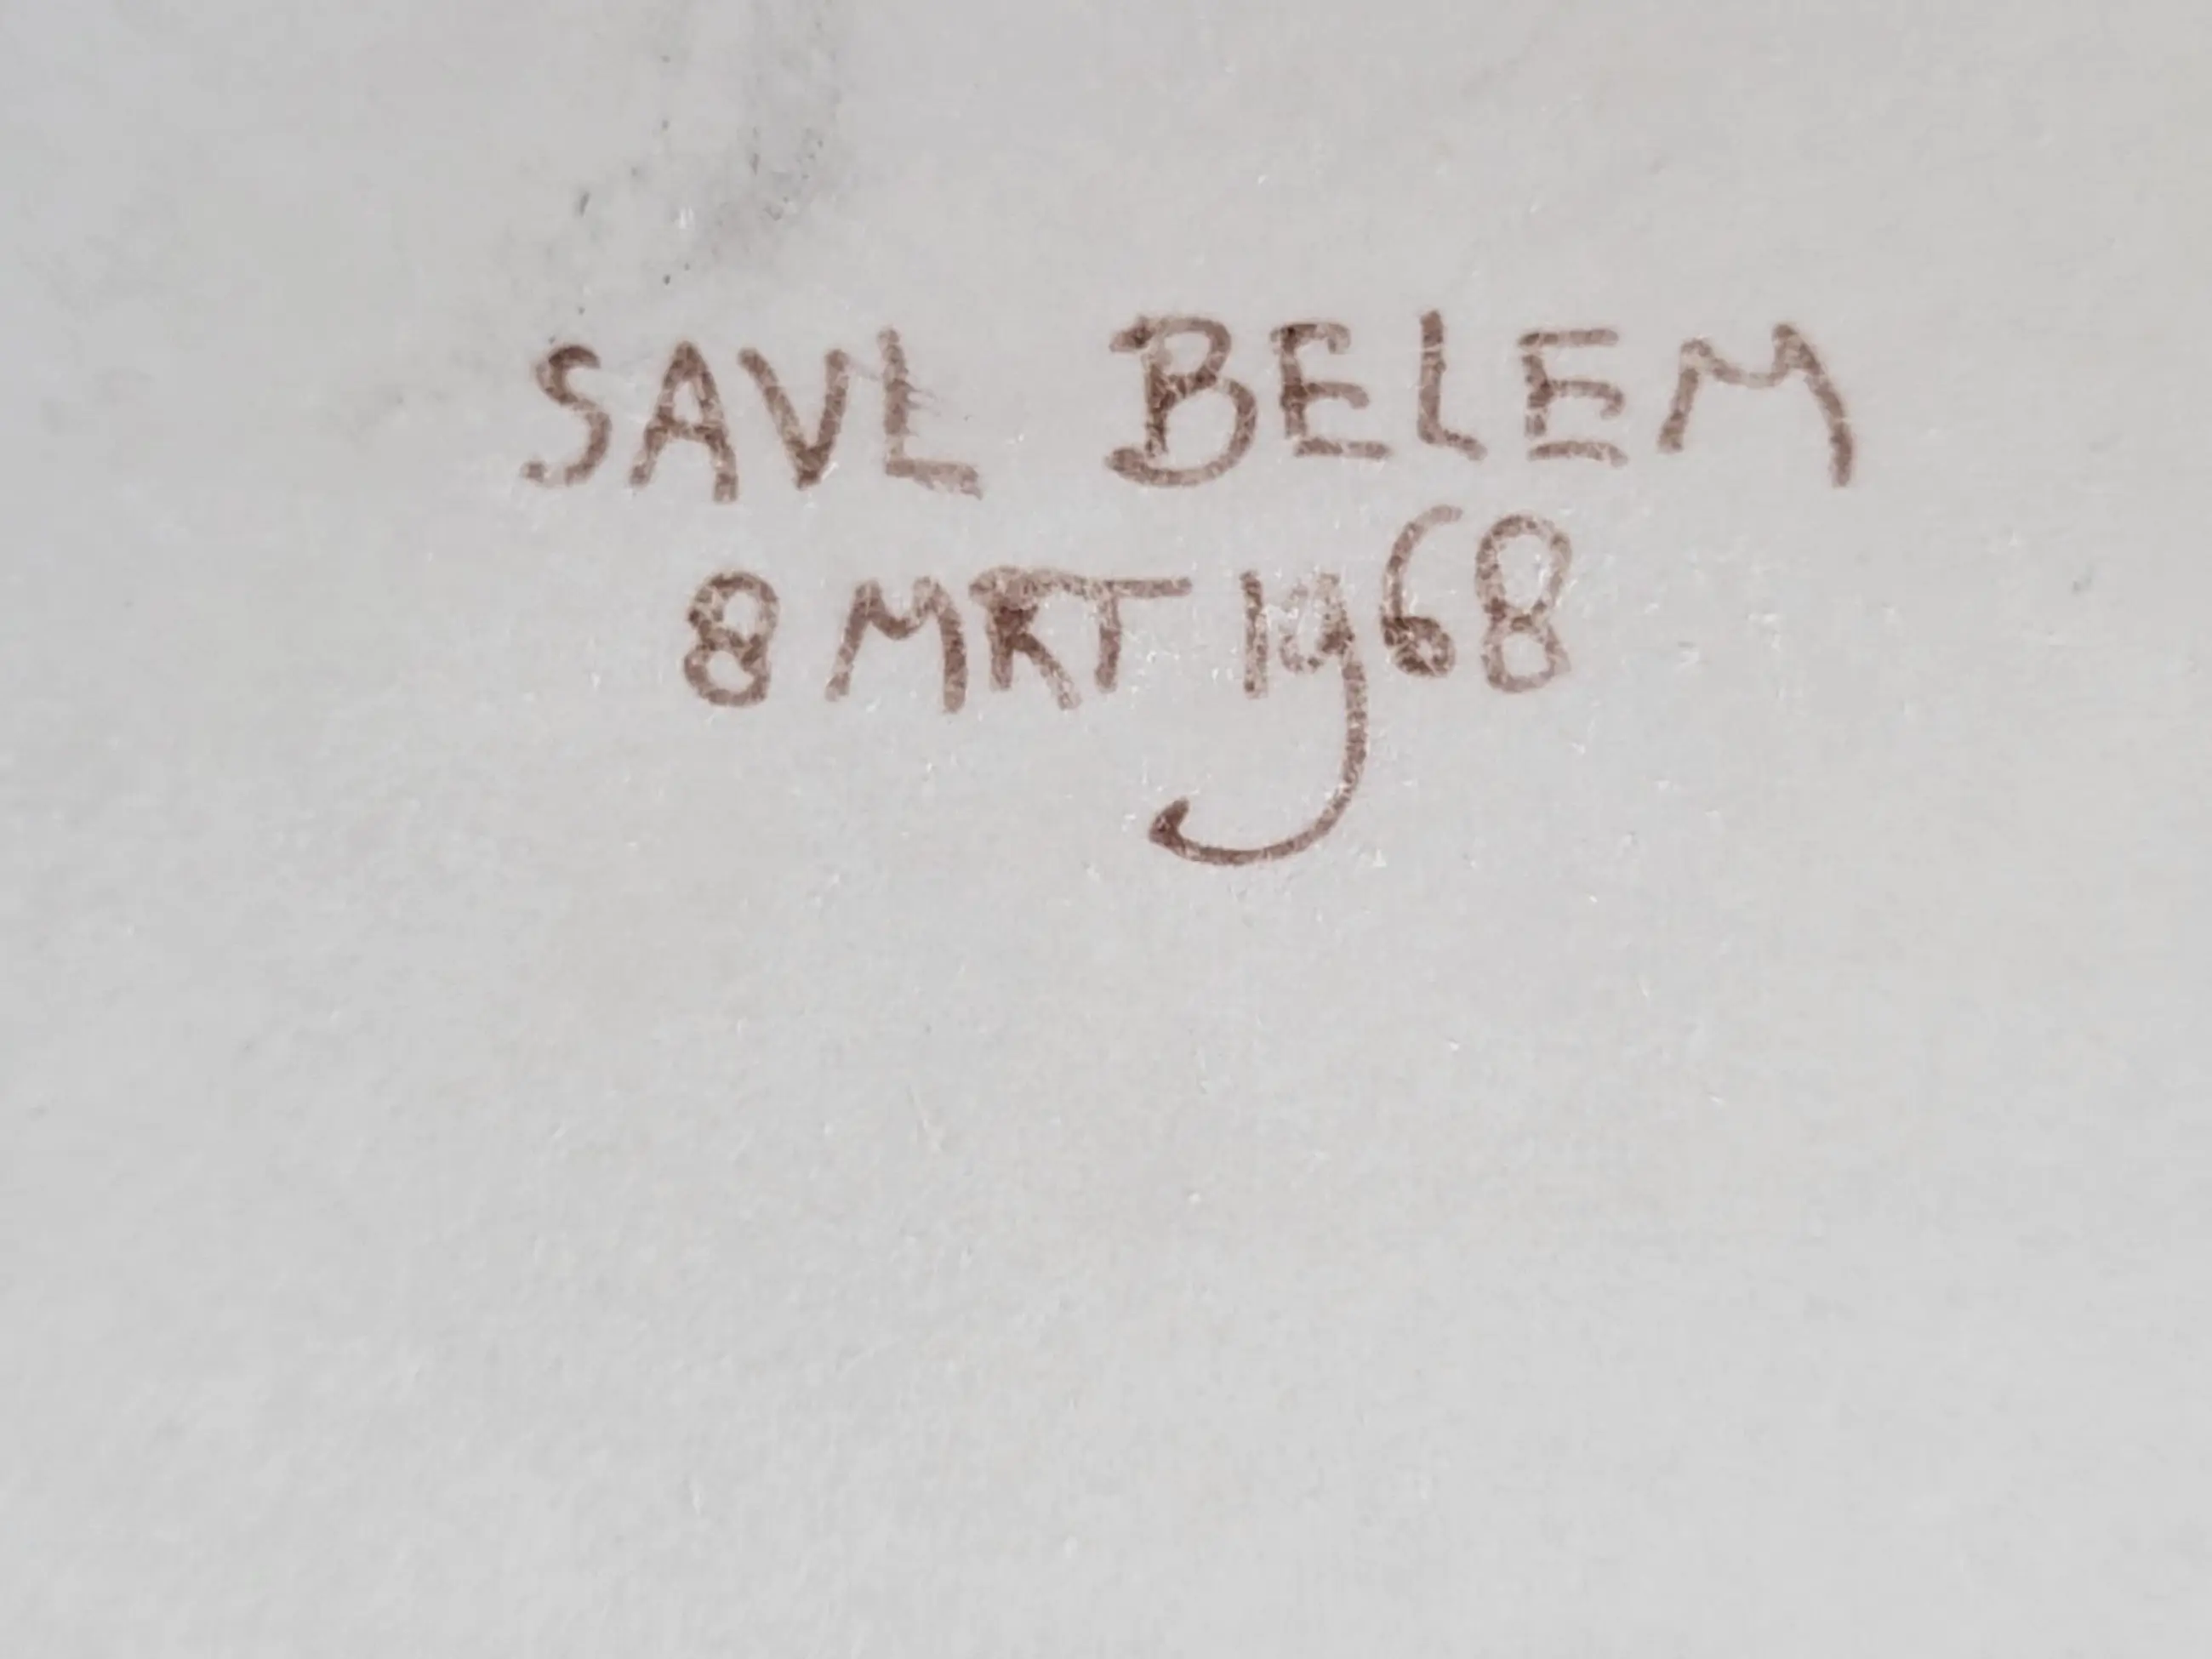 SAVL BELEM
8 MRT 1968